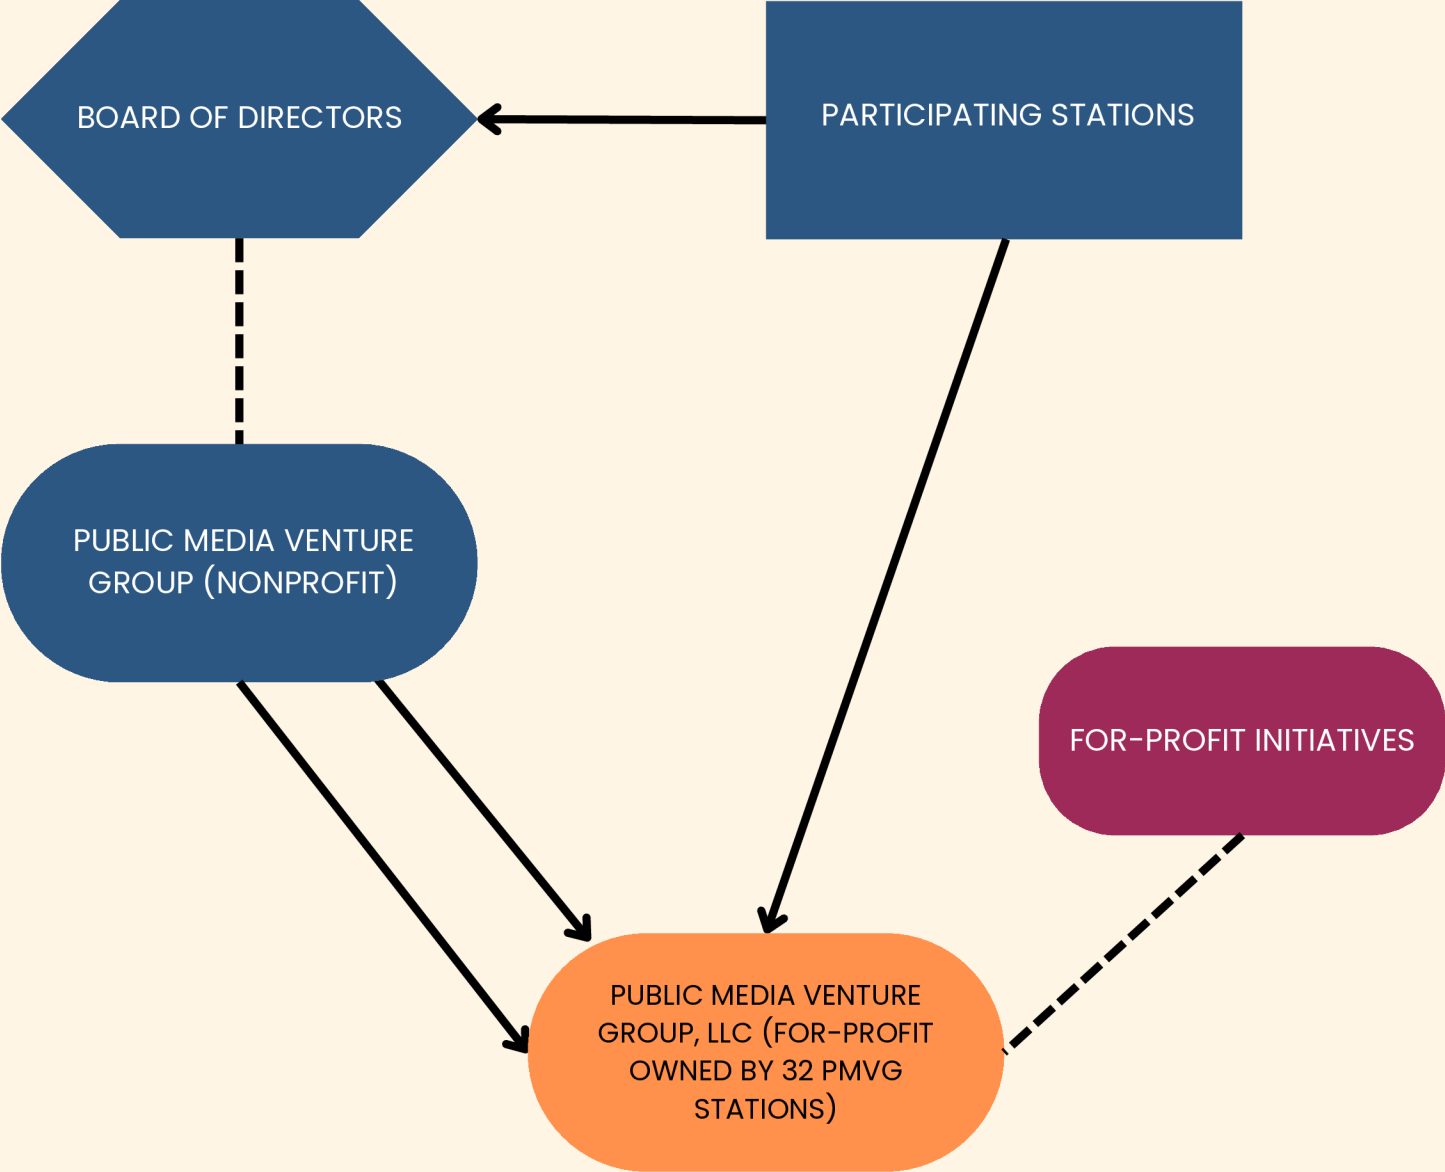 BOARD OF DIRECTORS
PARTICIPATING STATIONS
PUBLIC MEDIA VENTURE
GROUP (NONPROFIT)
FOR-PROFIT INITIATIVES
PUBLIC MEDIA VENTURE
GROUP, LLC (FOR-PROFIT
OWNED BY 32 PMVG
STATIONS)